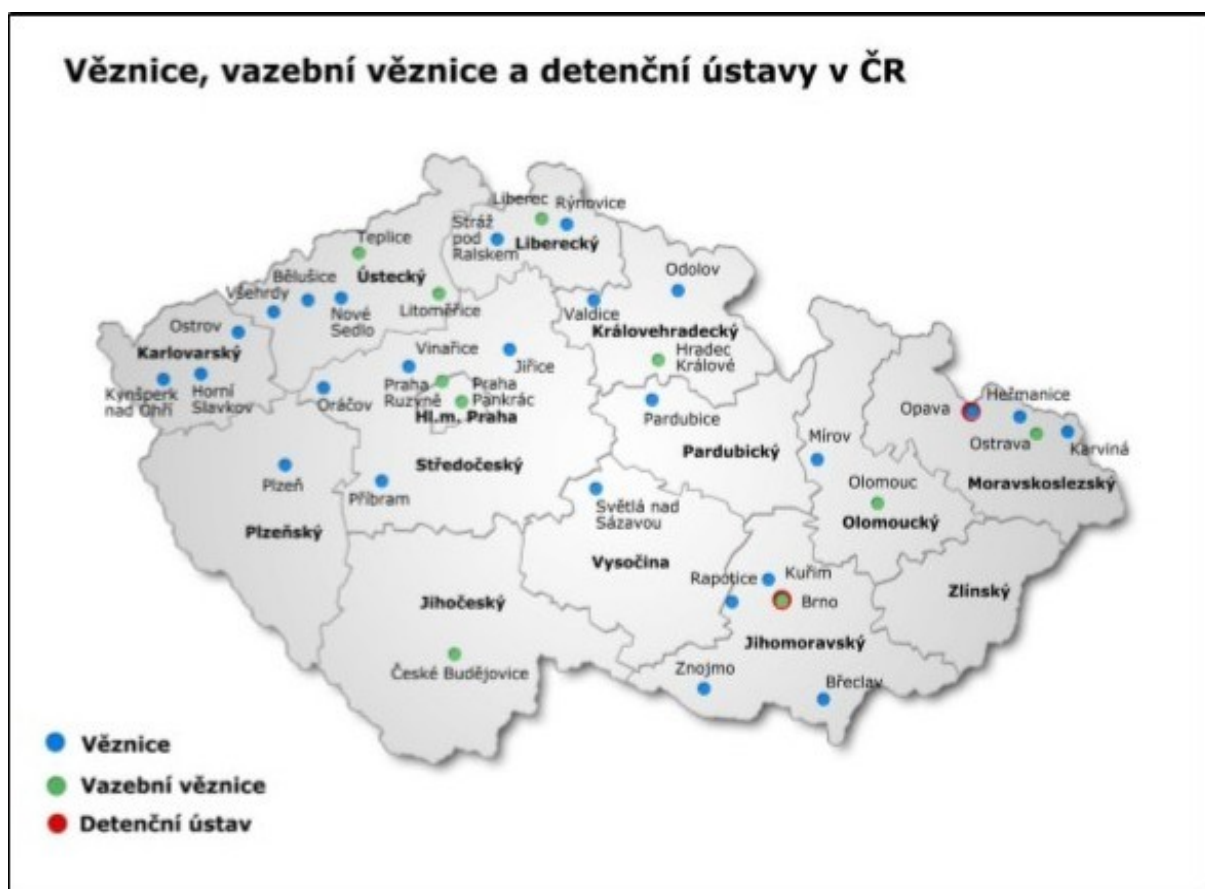 Věznice, vazební věznice a detenční ústavy v ČR
Liberec
Rýnovice
Stráž
pod
Ralskem
Liberecký
Teplice
Ústecký
Bělušice
Všehrdy
Nové
Sedlo
Litoměřice
Odolov
Valdice
Královehradecký
Hradec
Králové
Ostrov
Karlovarský
Kynšperk
nad Ohří
Horní
Slavkov
Vinařice
Jiřice
Oráčov
Praha
Ruzyně
Praha
Pankrác
Hl.m. Praha
Středočeský
Příbram
Pardubice
Pardubický
Opava
Heřmanice
Ostrava
Karviná
Moravskoslezský
Mírov
Olomouc
Olomoucký
Plzeň
Plzeňský
Světlá nad
Sázavou
Vysočina
Rapotice
Kuřim
Brno
Zlínský
Jihočeský
České Budějovice
Jihomoravský
Znojmo
Břeclav
Věznice
Vazební věznice
Detenční ústav